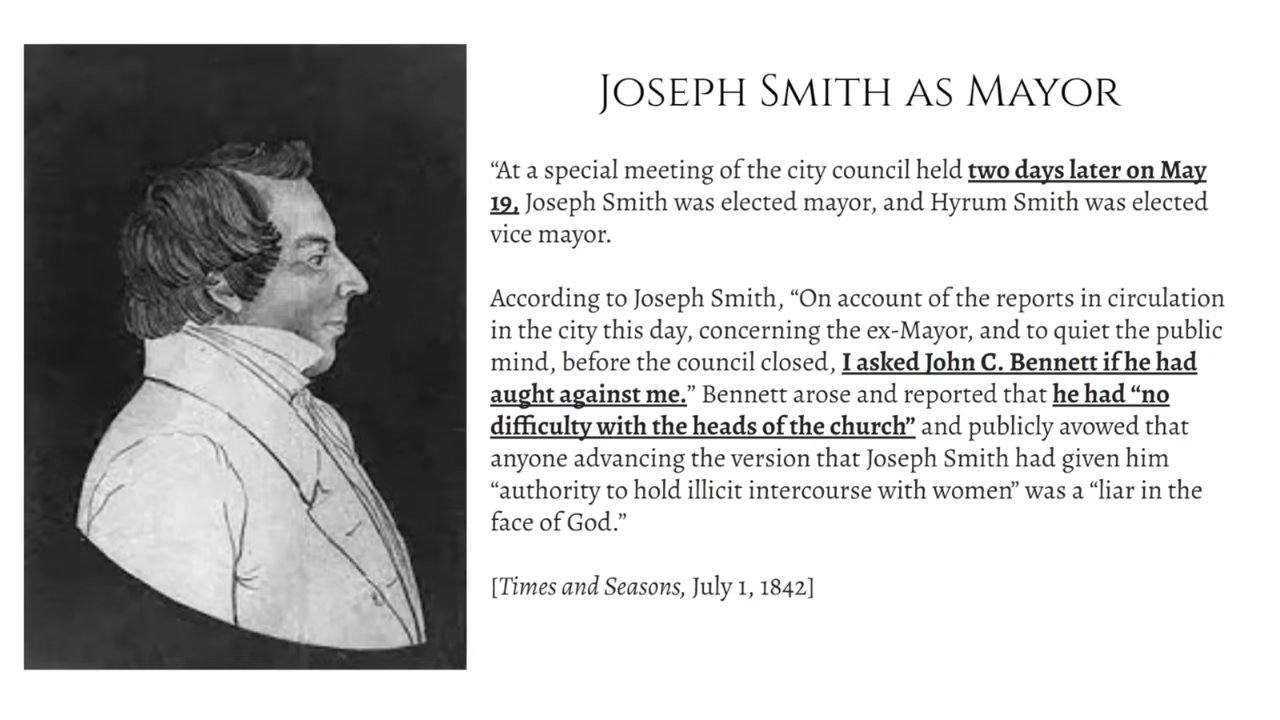 Joseph Smith as Mayor
“At a special meeting of the city council held two days later on May
19, Joseph Smith was elected mayor, and Hyrum Smith was elected
vice mayor.
According to Joseph Smith, “On account of the reports in circulation
in the city this day, concerning the ex-Mayor, and to quiet the public
mind, before the council closed, I asked John C. Bennett if he had
aught against me.” Bennett arose and reported that he had “no
difficulty with the heads of the church” and publicly avowed that
anyone advancing the version that Joseph Smith had given him
“authority to hold illicit intercourse with women” was a “liar in the
face of God.”
[Times and Seasons, July 1, 1842]